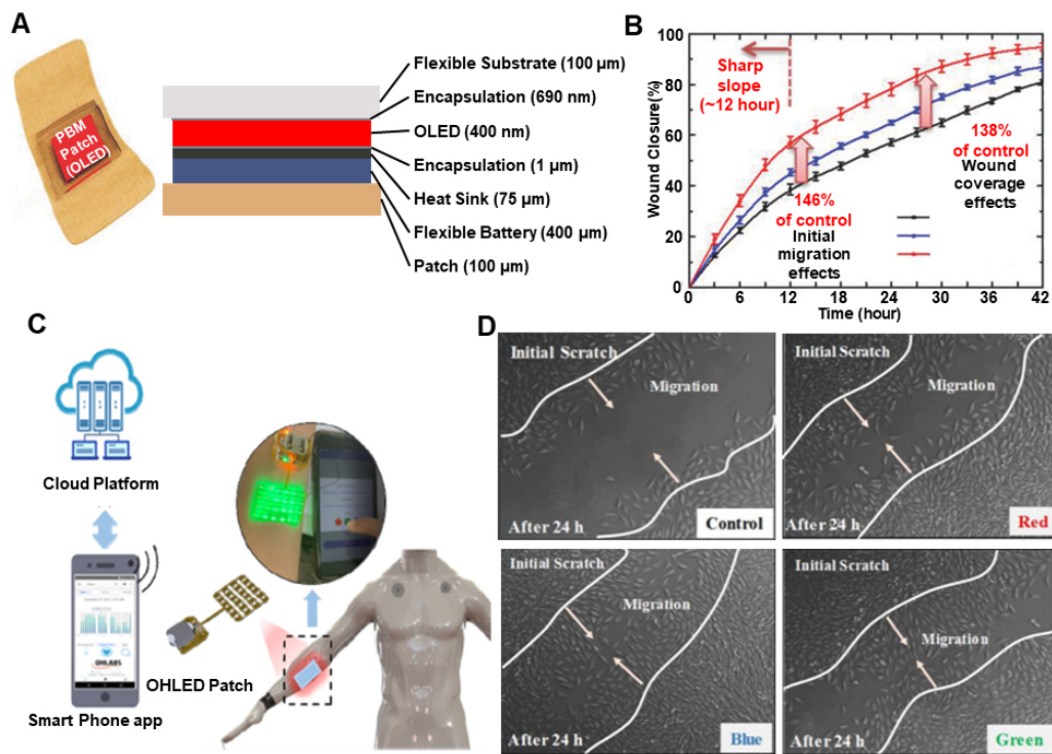 A
PBM
Patch
(OLED)
Flexible Substrate (100 µm)
Encapsulation (690 nm)
OLED (400 nm)
Encapsulation (1 µm)
Heat Sink (75 µm)
Flexible Battery (400 µm)
Patch (100 µm)
B
Wound Closure(%)
100
80
60
40
20
0
Sharp
slope
(~12 hour)
146%
of control
Initial
migration
effects
138%
of control
Wound
coverage
effects
0 6 12 18 24 30 36 42
Time (hour)
C
Cloud Platform
OHLABS
OHLED Patch
Smart Phone app
D
Initial Scratch
Migration
After 24 h
Control
Initial Scratch
Migration
After 24 h
Red
Initial Scratch
Migration
After 24 h
Blue
Initial Scratch
Migration
After 24 h
Green